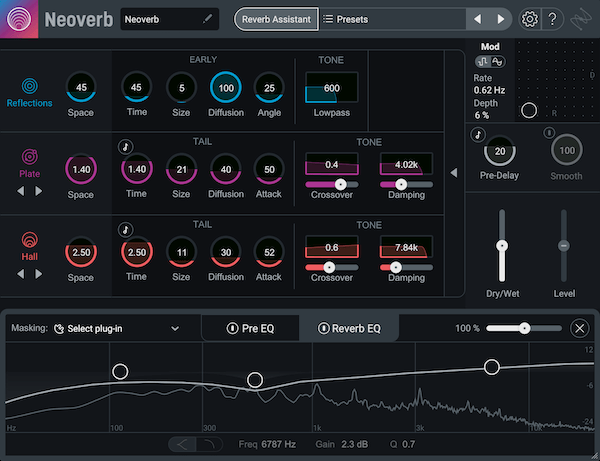 Neoverb
Neoverb
Reverb Assistant
Presets
?
EARLY
TONE
Mod
Rate
0.62 Hz
Depth
6 %
D
R
Reflections
45
Space
45
Time
5
Size
100
Diffusion
25
Angle
600
Lowpass
Plate
1.40
Space
TAIL
1.40
Time
21
Size
40
Diffusion
50
Attack
TONE
0.4
Crossover
4.02k
Damping
20
Pre-Delay
100
Smooth
Hall
2.50
Space
TAIL
2.50
Time
11
Size
30
Diffusion
52
Attack
TONE
0.6
Crossover
7.84k
Damping
Dry/Wet
Level
Masking: Select plug-in
Pre EQ
Reverb EQ
100 %
12
0
-12
-24
Hz
100
300
1k
3k
10k
Freq 6787 Hz Gain 2.3 dB Q 0.7